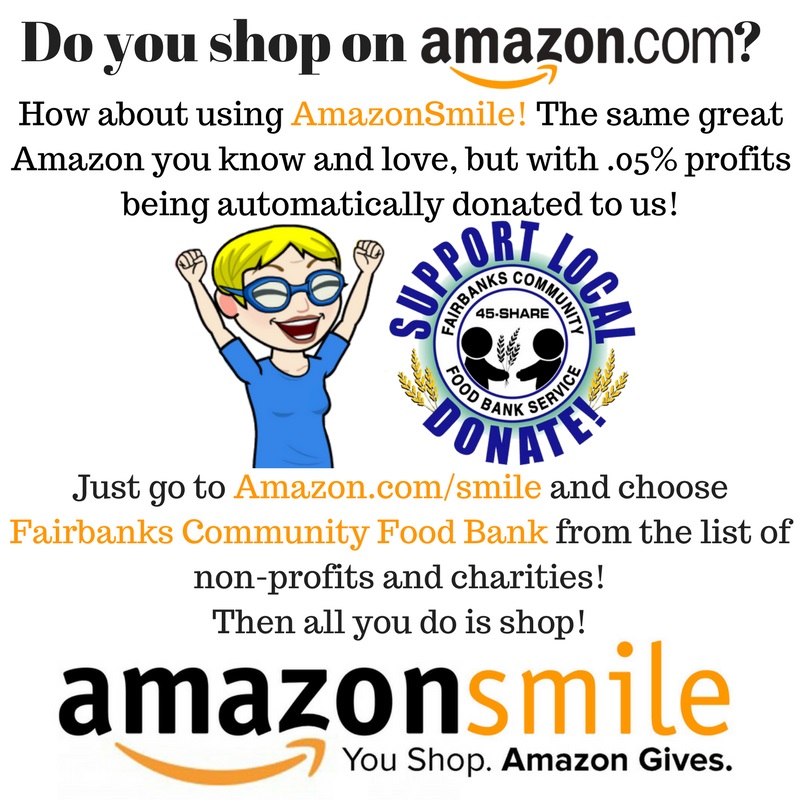 Do you shop on amazon.com?
How about using AmazonSmile! The same great
Amazon you know and love, but with .05% profits
being automatically donated to us!
SUPPORT LOCAL
FAIRBANKS COMMUNITY
45-SHARE
FOOD BANK SERVICE
DONATE!
Just go to Amazon.com/smile and choose
Fairbanks Community Food Bank from the list of
non-profits and charities!
Then all you do is shop!
amazonsmile
You Shop. Amazon Gives.